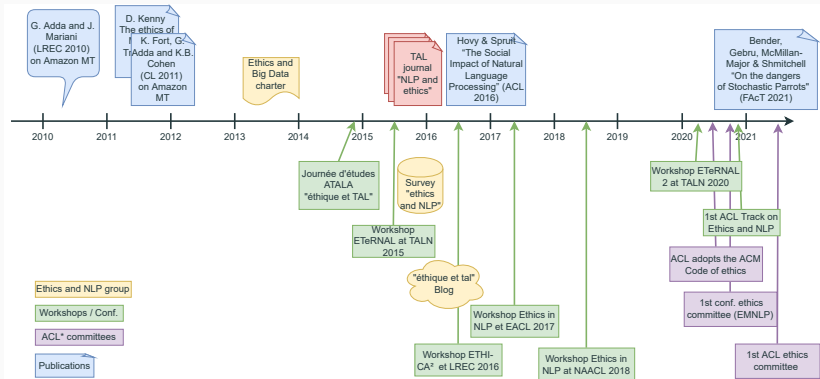 G. Adda and J.
Mariani
(LREC 2010)
on Amazon MT
D. Kenny
The ethics of
K. Fort, G.
Adda and K.B.
Cohen
(CL 2011)
on Amazon
MT
Ethics and
Big Data
charter
TAL
journal
"NLP and
ethics"
Hovy & Spruit
"The Social
Impact of Natural
Language
Processing" (ACL
2016)
Bender,
Gebru, McMillan-
Major & Shmitchell
"On the dangers
of Stochastic Parrots"
(FAcT 2021)
2010
2011
2012
2013
2014
2015
2016
2017
2018
2019
2020
2021
Journée d'études
ATALA
"éthique et TAL"
Survey
"ethics
and NLP"
Workshop
ETeRNAL at TALN
2015
"éthique et tal"
Blog
Workshop ETHI-
CA² et LREC 2016
Workshop Ethics in
NLP et EACL 2017
Workshop Ethics in
NLP at NAACL 2018
Workshop ETeRNAL
2 at TALN 2020
1st ACL Track on
Ethics and NLP
ACL adopts the ACM
Code of ethics
1st conf. ethics
committee (EMNLP)
1st ACL ethics
committee
Ethics and NLP group
Workshops / Conf.
ACL* committees
Publications